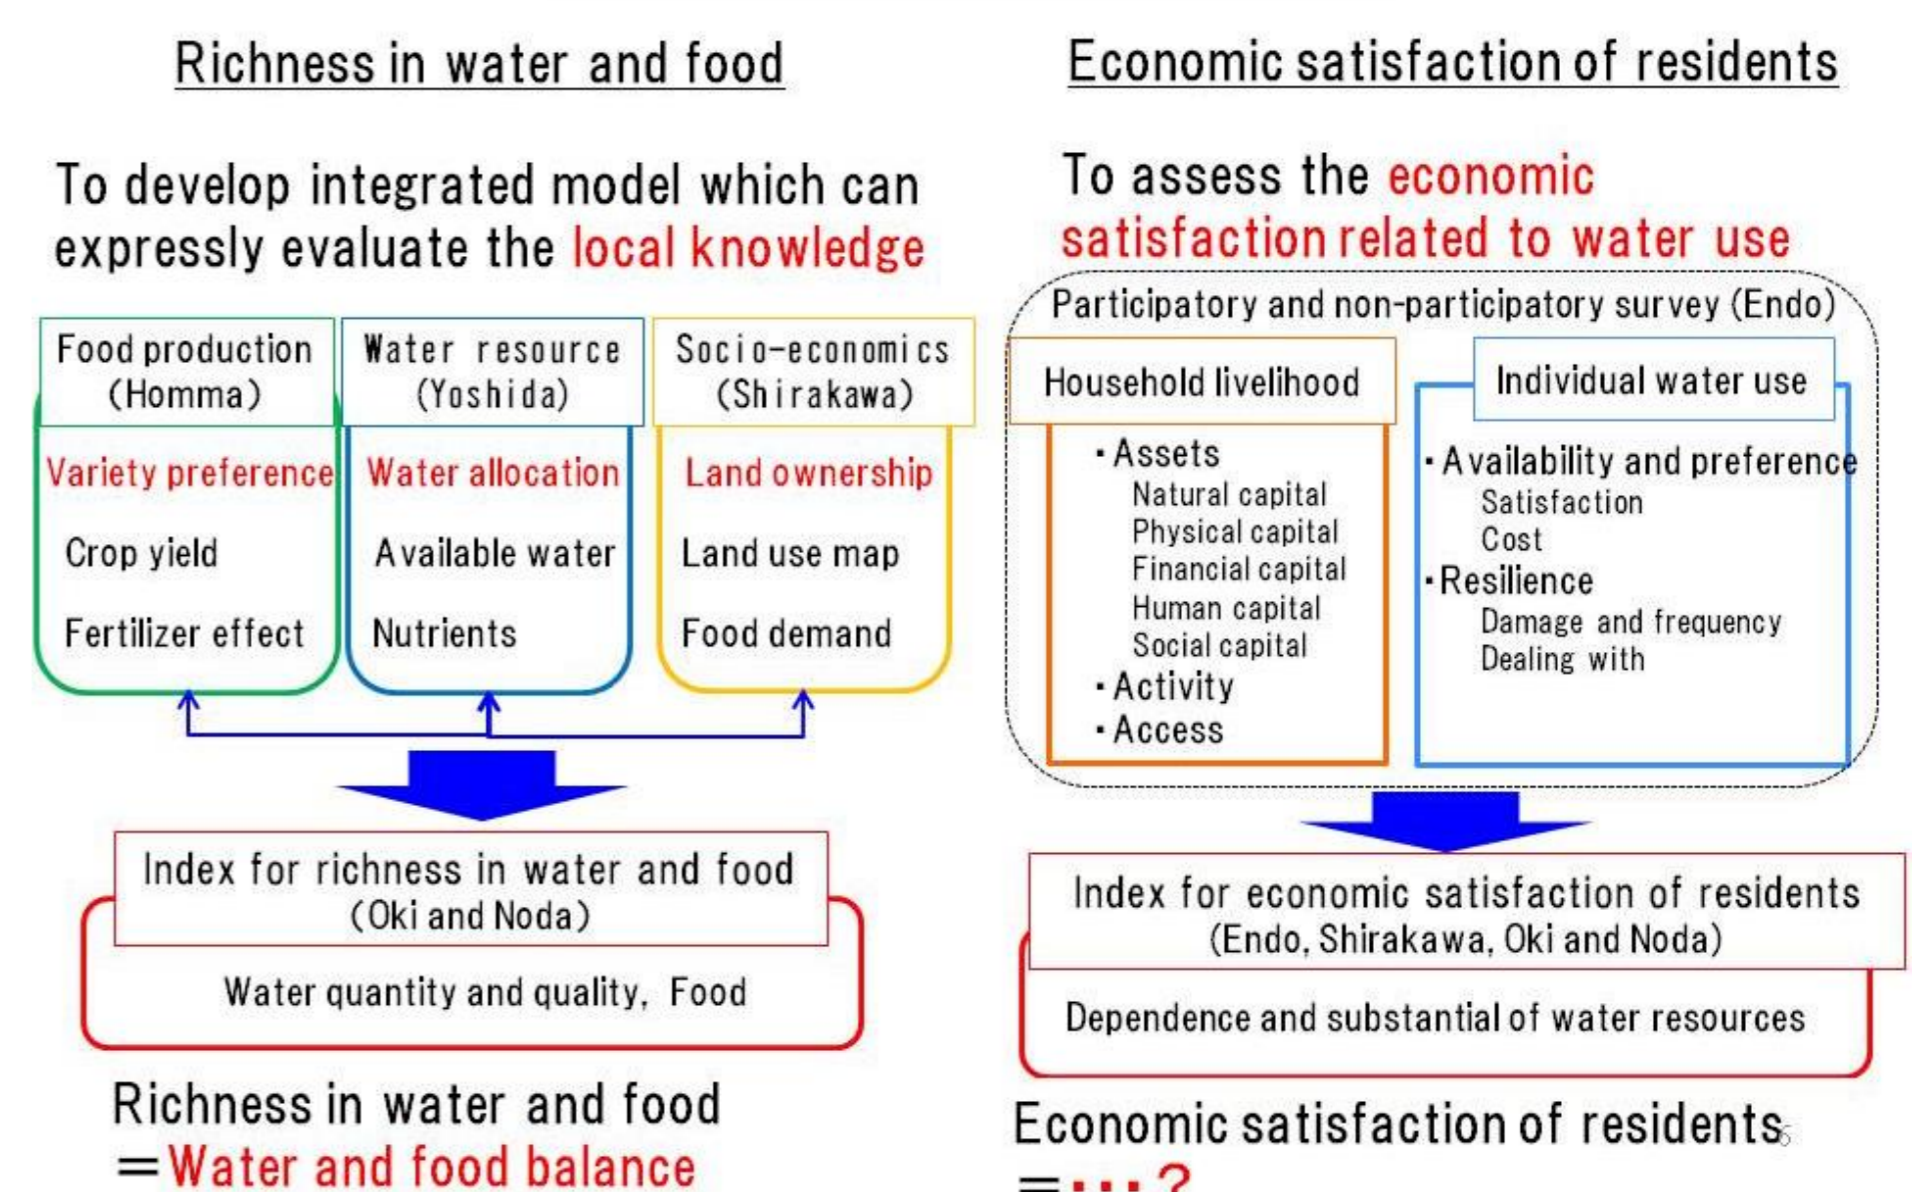 Richness in water and food
To develop integrated model which can
expressly evaluate the local knowledge
Food production
(Homma)
Variety preference
Crop yield
Fertilizer effect
Water resource
(Yoshida)
Water allocation
Available water
Nutrients
Socio-economics
(Shirakawa)
Land ownership
Land use map
Food demand
Index for richness in water and food
(Oki and Noda)
Water quantity and quality, Food
Richness in water and food
=Water and food balance
Economic satisfaction of residents
To assess the economic
satisfaction related to water use
Participatory and non-participatory survey (Endo)
Household livelihood
・Assets
Natural capital
Physical capital
Financial capital
Human capital
Social capital
・Activity
・Access
Individual water use
・Availability and preference
Satisfaction
Cost
・Resilience
Damage and frequency
Dealing with
Index for economic satisfaction of residents
(Endo, Shirakawa, Oki and Noda)
Dependence and substantial of water resources
Economic satisfaction of residents
6
=・・・?